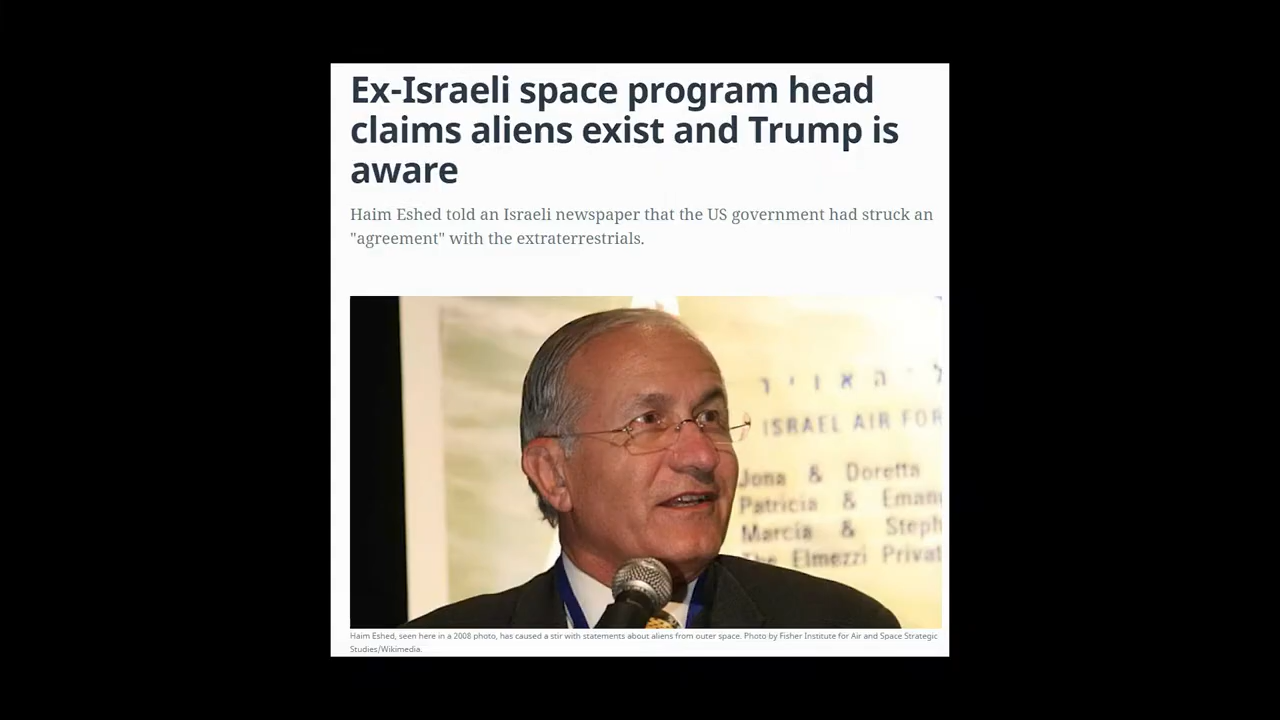 Ex-Israeli space program head
claims aliens exist and Trump is
aware
Haim Eshed told an Israeli newspaper that the US government had struck an
"agreement" with the extraterrestrials.
ISRAEL AIR FOR
Jona & Doretta
Patricia & Eman
Marcia & Steph
The Elmezzi Privat
Haim Eshed, seen here in a 2008 photo, has caused a stir with statements about aliens from outer space. Photo by Fisher Institute for Air and Space Strategic
Studies/Wikimedia.